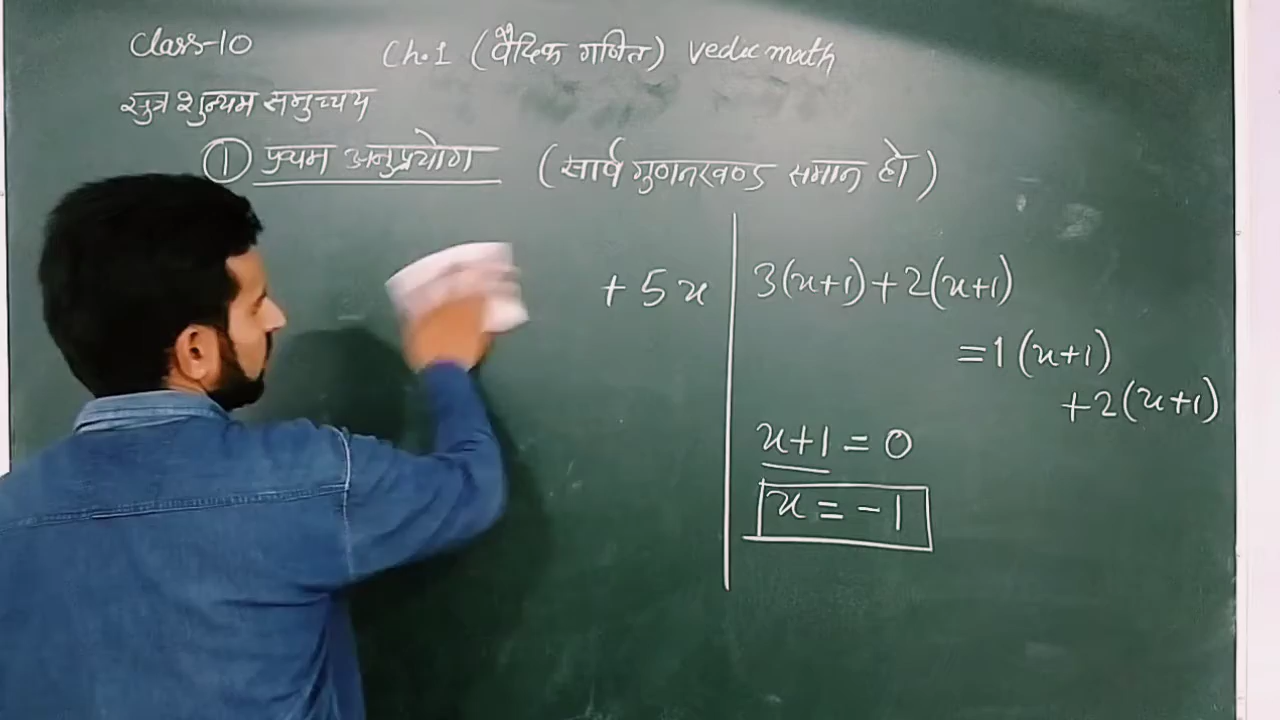 Class-10
Ch.1 (वैदिक गणित) vedic math
सुत्र शुन्यम समुच्चय
① प्रथम अनुप्रयोग (सार्व गुणनखण्ड समान हो)
+ 5x
3(x+1)+2(x+1)
=1(x+1)
+2(x+1)
x+1 = 0
x = -1